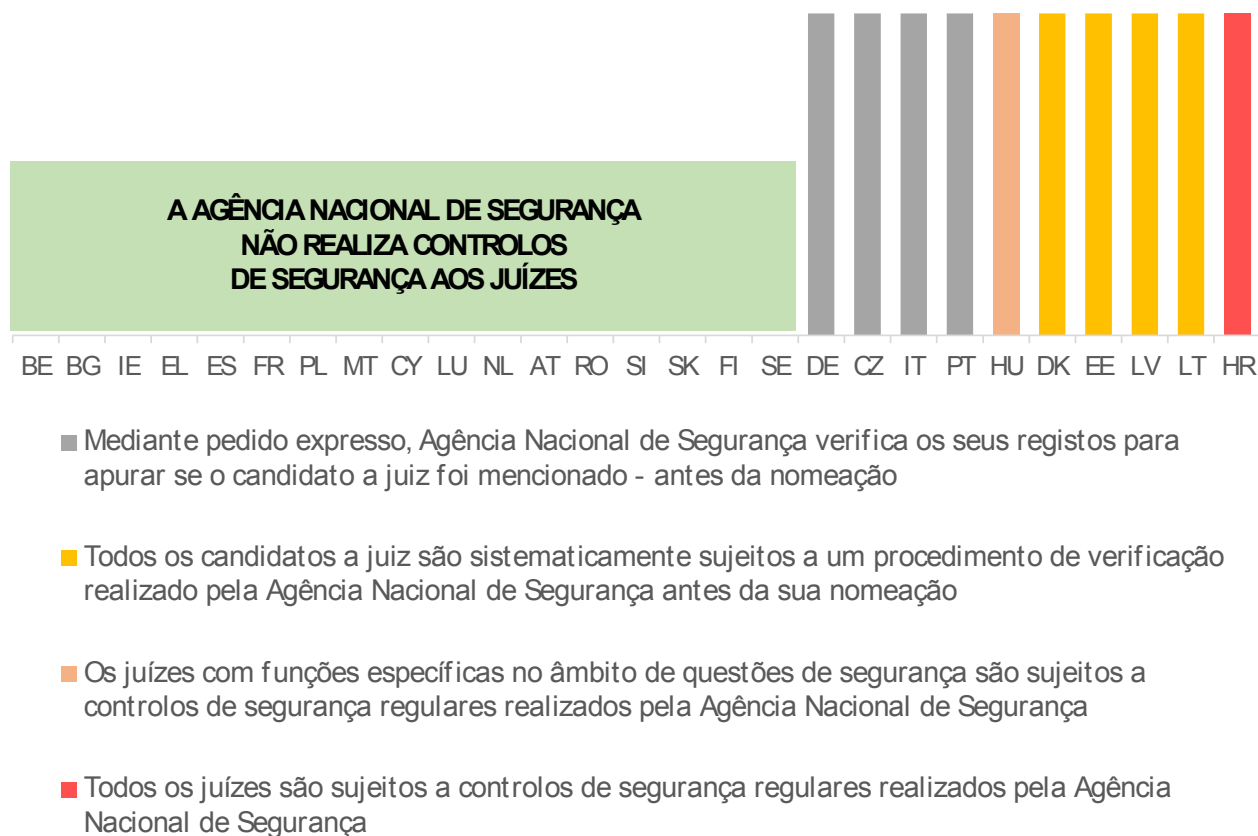 A AGÊNCIA NACIONAL DE SEGURANÇA
NÃO REALIZA CONTROLOS
DE SEGURANÇA AOS JUÍZES
BE BG IE EL ES FR PL MT CY LU NL AT RO SI SK FI SE DE CZ IT PT HU DK EE LV LT HR
Mediante pedido expresso, Agência Nacional de Segurança verifica os seus registos para
apurar se o candidato a juiz foi mencionado - antes da nomeação
Todos os candidatos a juiz são sistematicamente sujeitos a um procedimento de verificação
realizado pela Agência Nacional de Segurança antes da sua nomeação
Os juízes com funções específicas no âmbito de questões de segurança são sujeitos a
controlos de segurança regulares realizados pela Agência Nacional de Segurança
Todos os juízes são sujeitos a controlos de segurança regulares realizados pela Agência
Nacional de Segurança